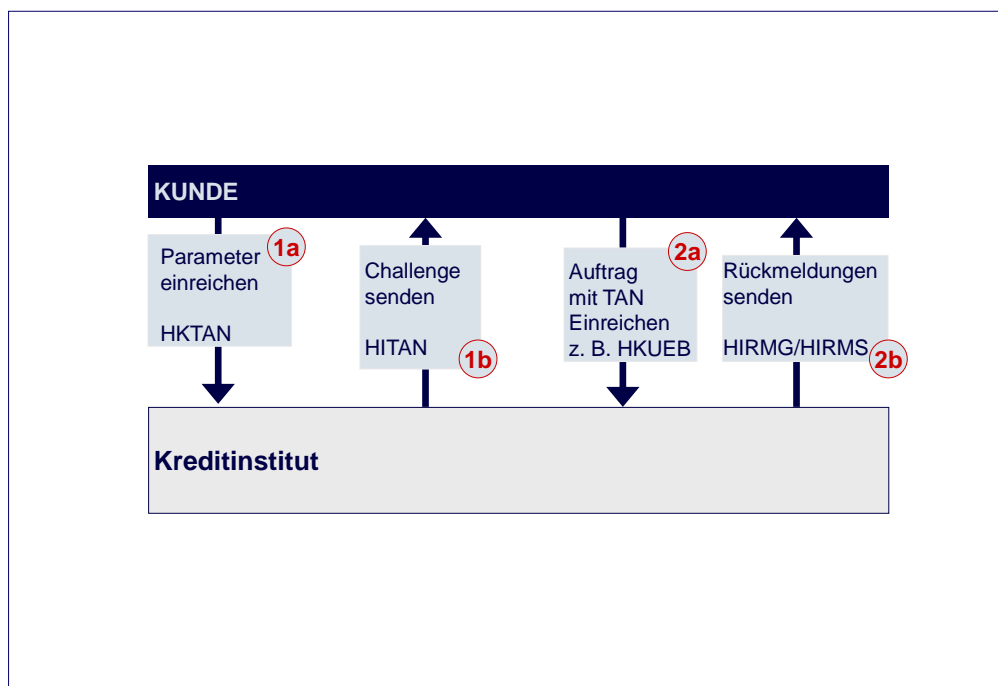 KUNDE
Parameter
einreichen
HKTAN
1a
Challenge
senden
HITAN
1b
Auftrag
mit TAN
Einreichen
z. B. HKUEB
2a
Rückmeldungen
senden
HIRMG/HIRMS
2b
Kreditinstitut